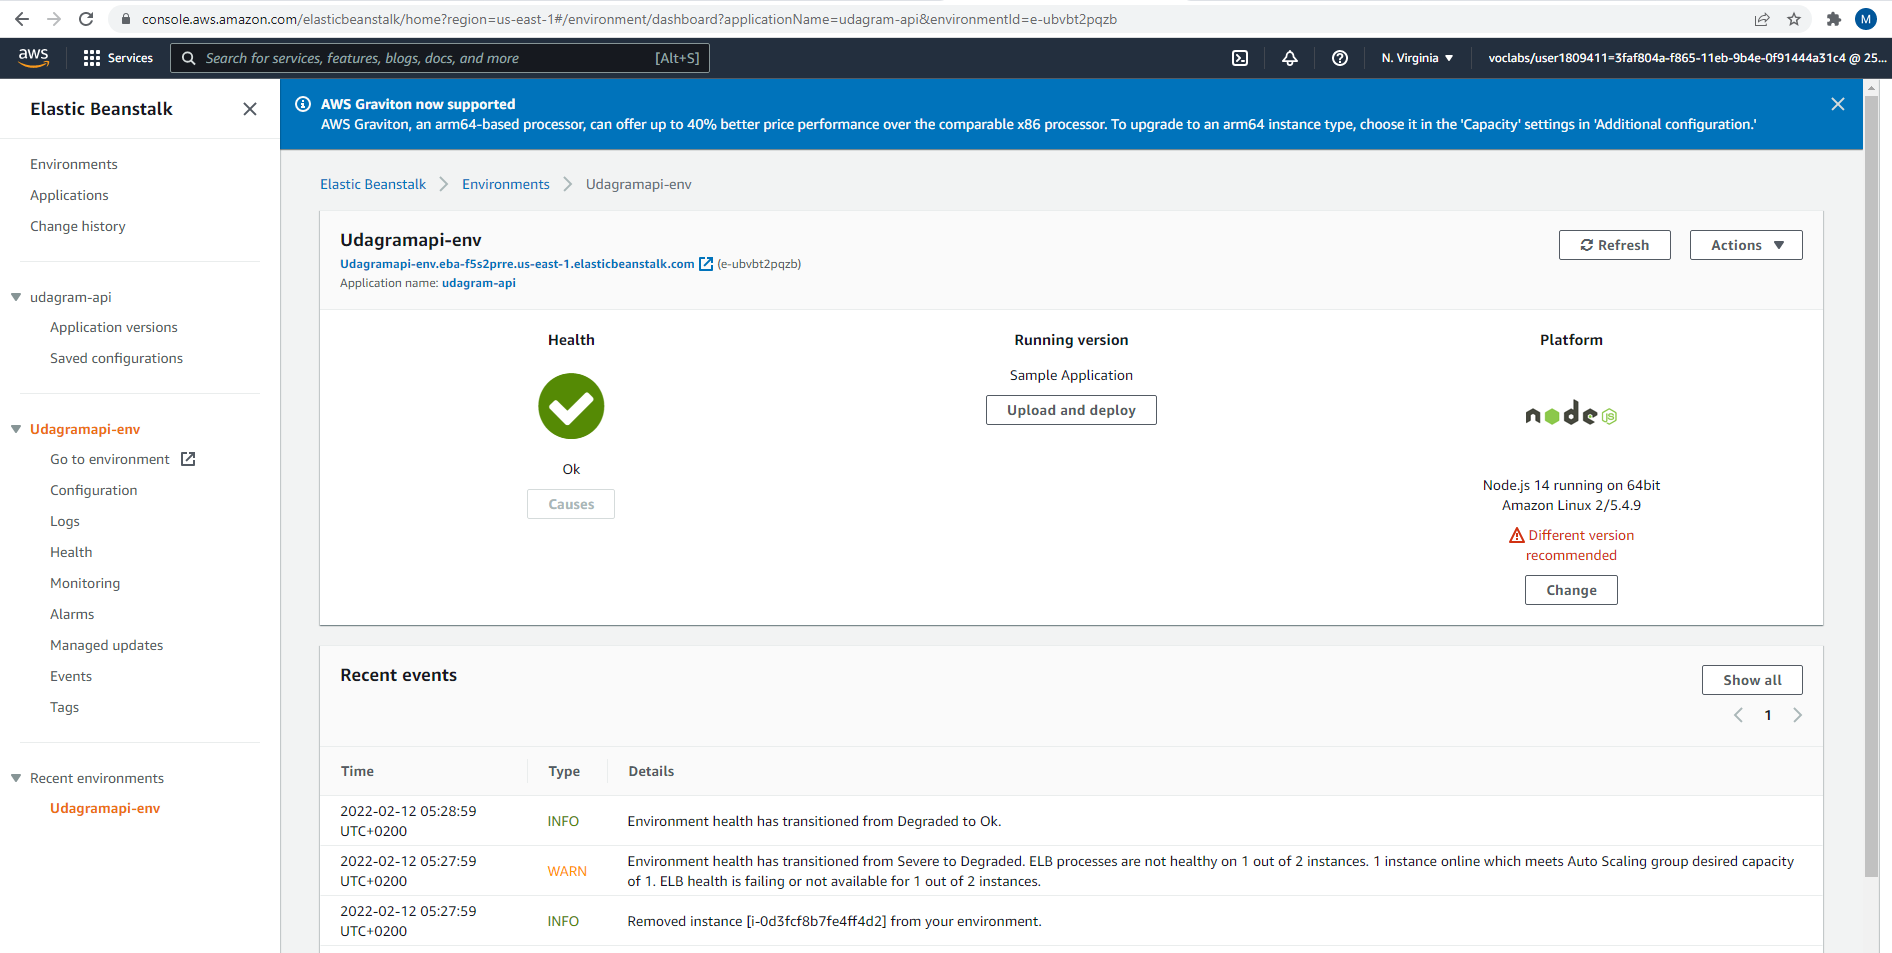 console.aws.amazon.com/elasticbeanstalk/home?region=us-east-1#/environment/dashboard?applicationName=udagram-api&environmentId=e-ubvbt2pqzb
M
aws
Services
Search for services, features, blogs, docs, and more
[Alt+S]
N. Virginia
voclabs/user1809411=3faf804a-f865-11eb-9b4e-0f91444a31c4 @ 25...
Elastic Beanstalk
Environments
Applications
Change history
udagram-api
Application versions
Saved configurations
Udagramapi-env
Go to environment
Configuration
Logs
Health
Monitoring
Alarms
Managed updates
Events
Tags
Recent environments
Udagramapi-env
AWS Graviton now supported
AWS Graviton, an arm64-based processor, can offer up to 40% better price performance over the comparable x86 processor. To upgrade to an arm64 instance type, choose it in the 'Capacity' settings in 'Additional configuration.'
Elastic Beanstalk
Environments
Udagramapi-env
Udagramapi-env
Udagramapi-env.eba-f5s2prre.us-east-1.elasticbeanstalk.com (e-ubvbt2pqzb)
Application name: udagram-api
Refresh
Actions
Health
Ok
Causes
Running version
Sample Application
Upload and deploy
Platform
node JS
Node.js 14 running on 64bit
Amazon Linux 2/5.4.9
Different version
recommended
Change
Recent events
Show all
1
Time Type Details
2022-02-12 05:28:59
UTC+0200
INFO
Environment health has transitioned from Degraded to Ok.
2022-02-12 05:27:59
UTC+0200
WARN
Environment health has transitioned from Severe to Degraded. ELB processes are not healthy on 1 out of 2 instances. 1 instance online which meets Auto Scaling group desired capacity
of 1. ELB health is failing or not available for 1 out of 2 instances.
2022-02-12 05:27:59
UTC+0200
INFO
Removed instance [i-0d3fcf8b7fe4ff4d2] from your environment.